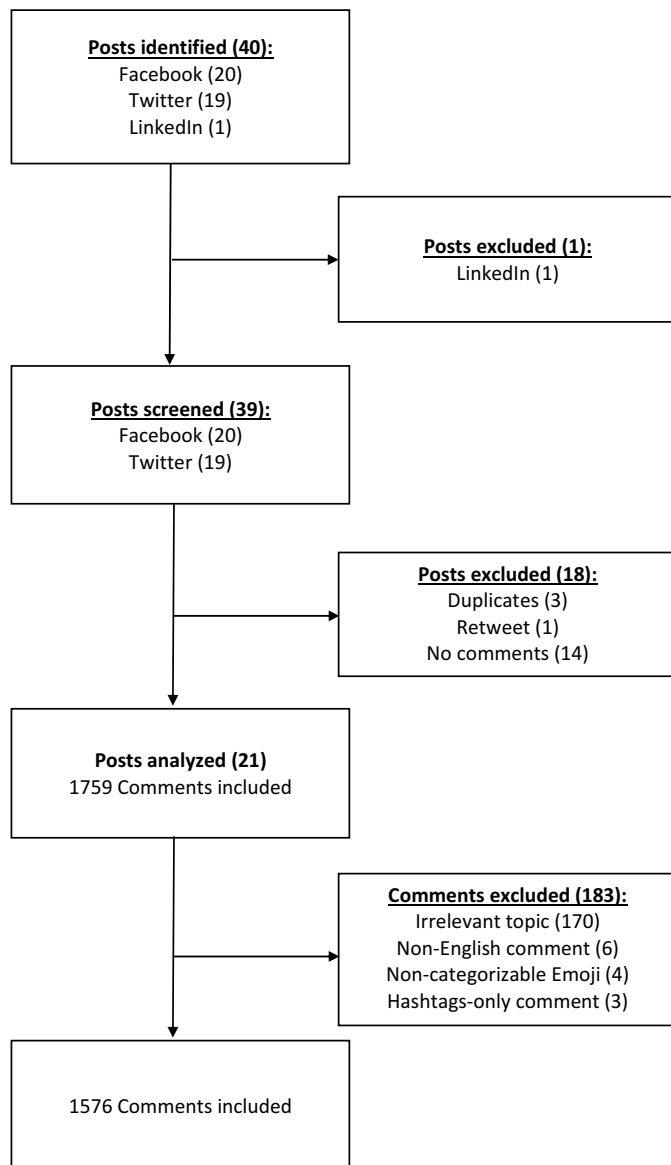 Posts identified (40):
Facebook (20)
Twitter (19)
LinkedIn (1)
Posts excluded (1):
LinkedIn (1)
Posts screened (39):
Facebook (20)
Twitter (19)
Posts excluded (18):
Duplicates (3)
Retweet (1)
No comments (14)
Posts analyzed (21)
1759 Comments included
Comments excluded (183):
Irrelevant topic (170)
Non-English comment (6)
Non-categorizable Emoji (4)
Hashtags-only comment (3)
1576 Comments included